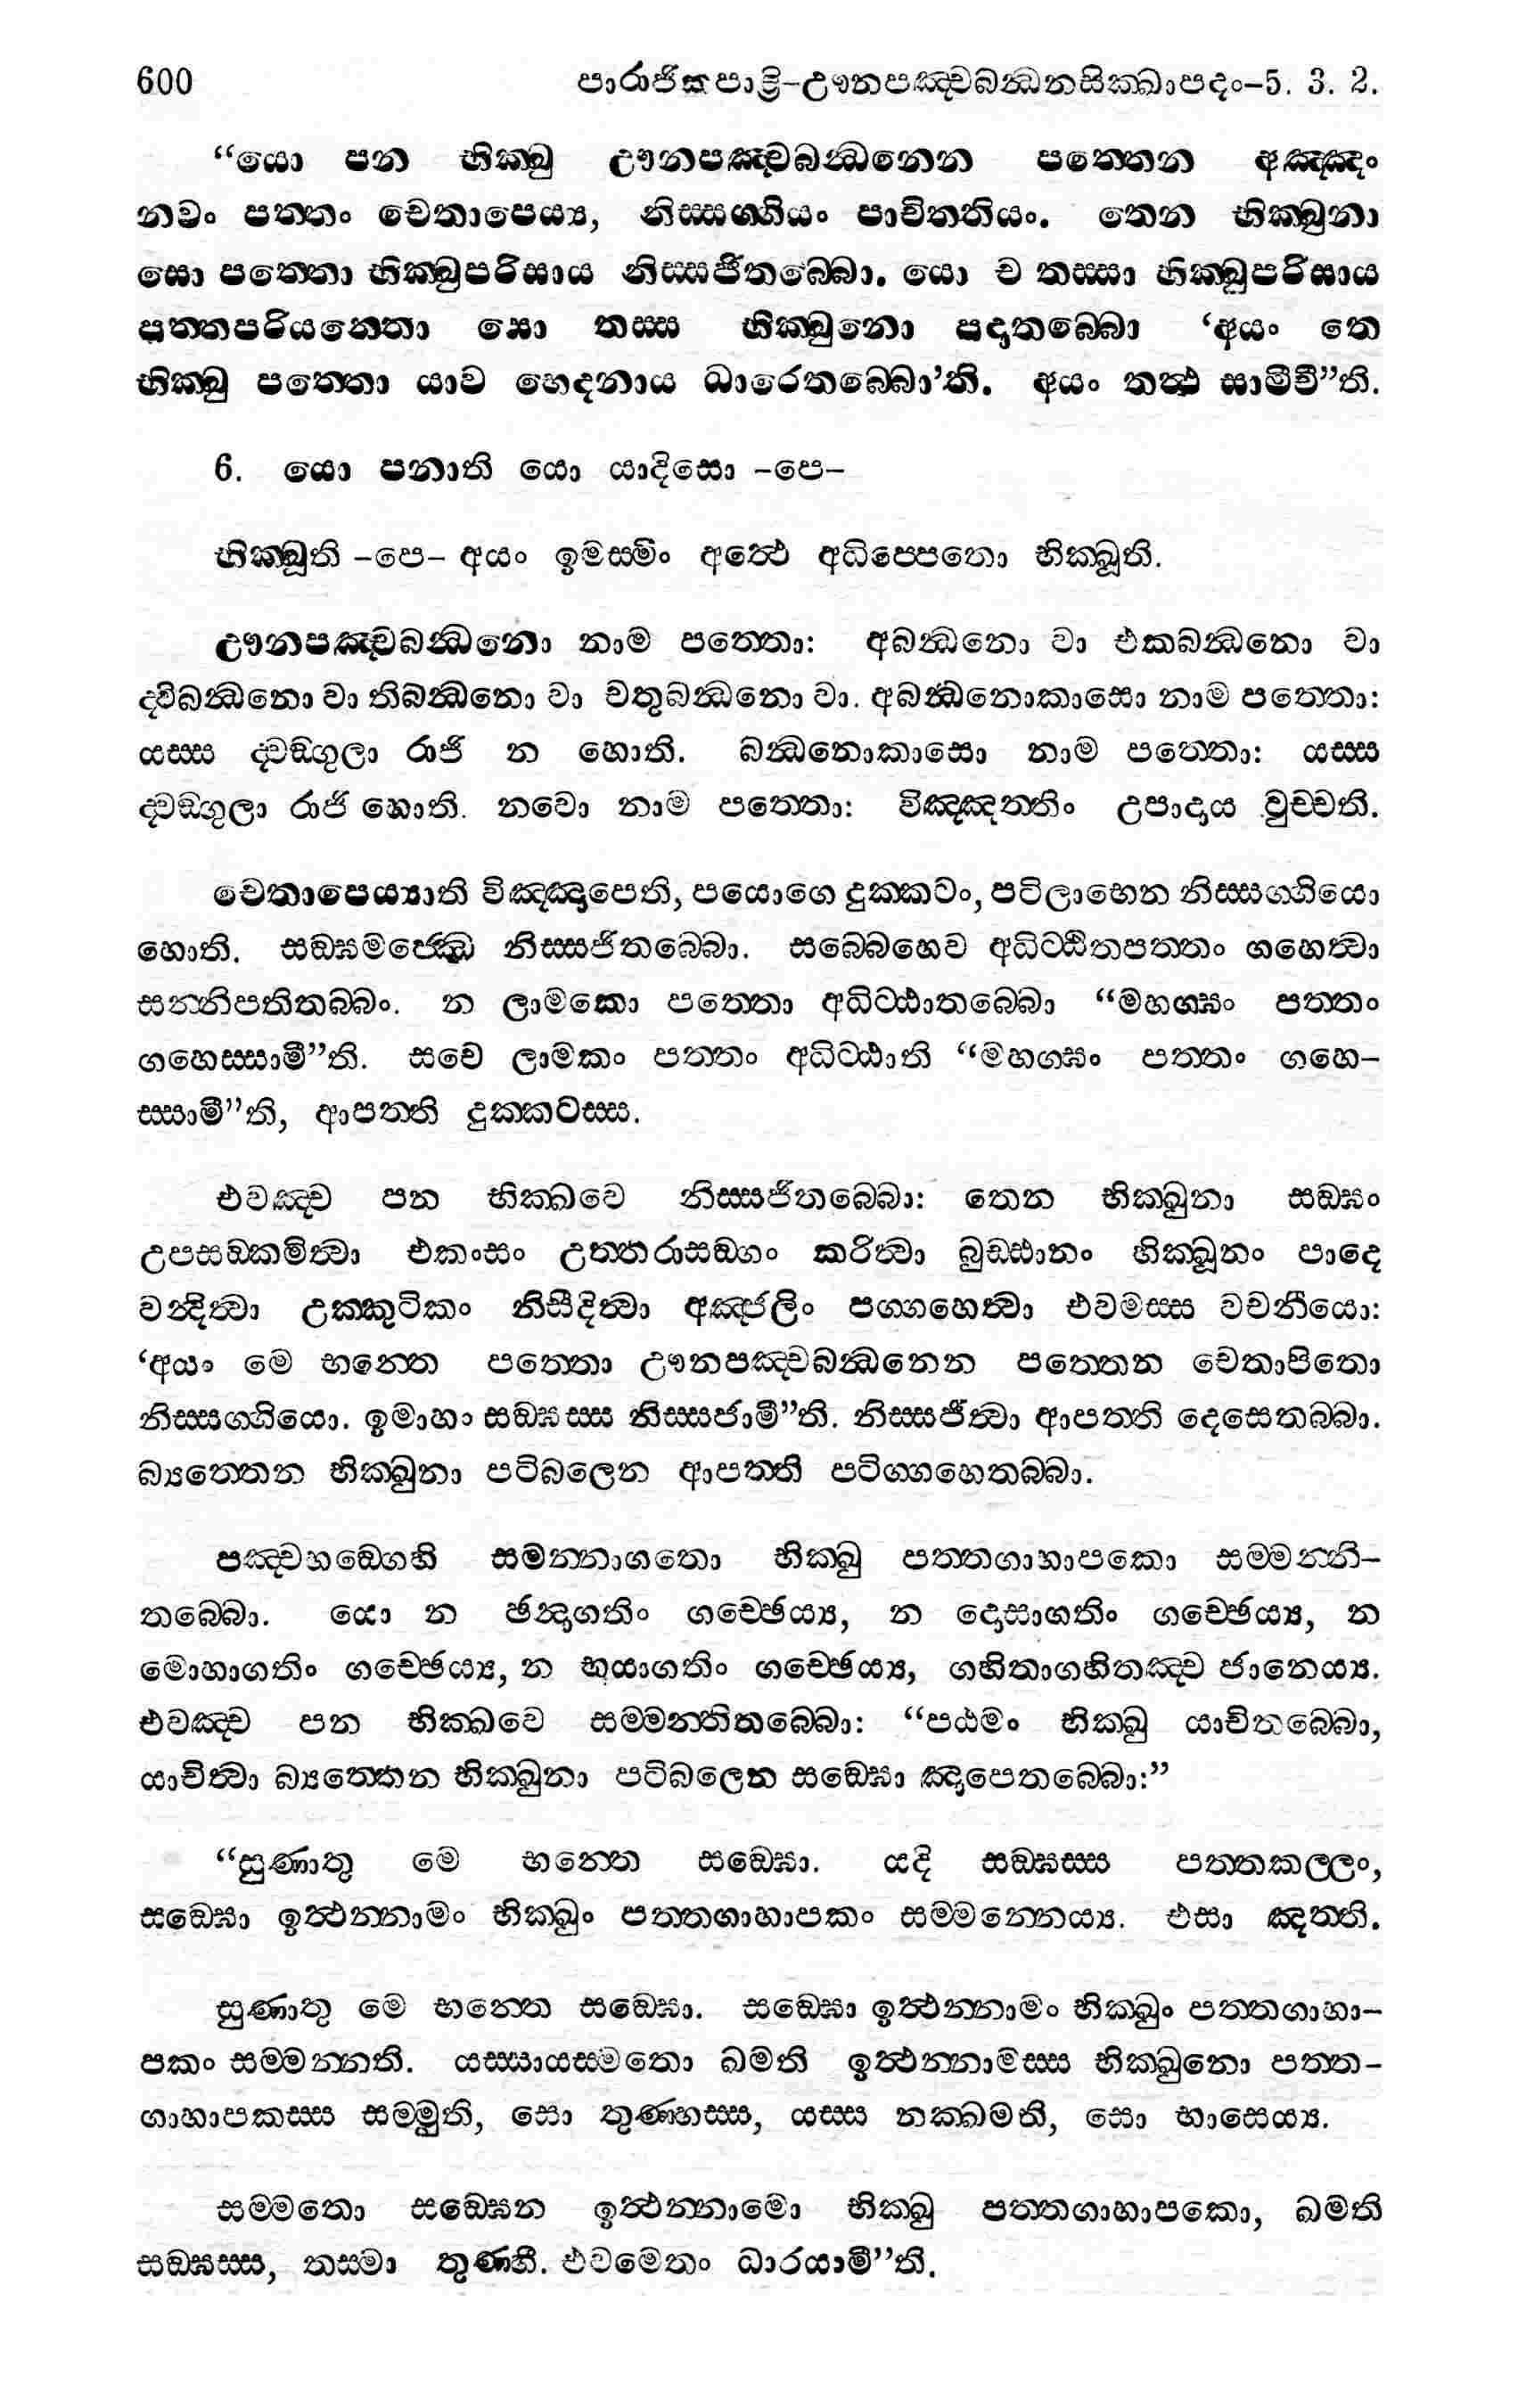 600 පාරාජිකපාළි-ඌනපඤ්චබන්ධනසික්ඛාපදං-5. 3. 2.
“යො පන භික්ඛු ඌනපඤ්චබන්ධනෙන පත්තෙන අඤ්ඤං
නවං පත්තං චෙතාපෙය්‍ය, නිස්සග්ගියං පාචිත්තියං. තෙන භික්ඛුනා
සො පත්තො භික්ඛුපරිසාය නිස්සජිතබ්බො. යො ච තස්සා භික්ඛුපරිසාය
පත්තපරියන්තො සො තස්ස භික්ඛුනො පදාතබ්බො ‘අයං තෙ
භික්ඛු පත්තො යාව භෙදනාය ධාරෙතබ්බො’ති. අයං තත්‍ථ සාමීචී”ති.
6. යො පනාති යො යාදිසො -පෙ-
භික්ඛූති -පෙ- අයං ඉමස්මිං අත්‍ථෙ අධිප්පෙතො භික්ඛූති.
ඌනපඤ්චබන්ධනො නාම පත්තො: අබන්ධනො වා එකබන්ධනො වා
ද්විබන්ධනො වා තිබන්ධනො වා චතුබන්ධනො වා. අබන්ධනොකාසො නාම පත්තො:
යස්ස ද්වඞ්ගුලා රාජි න හොති. බන්ධනොකාසො නාම පත්තො: යස්ස
ද්වඞ්ගුලා රාජි හොති. නවො නාම පත්තො: විඤ්ඤත්තිං උපාදාය වුච්චති.
චෙතාපෙය්‍යාති විඤ්ඤාපෙති, පයොගෙ දුක්කටං, පටිලාභෙන නිස්සග්ගියො
හොති. සඞ්ඝමජ්ඣෙ නිස්සජිතබ්බො. සබ්බෙහෙව අධිට්ඨිතපත්තං ගහෙත්‍වා
සන්නිපතිතබ්බං. න ලාමකො පත්තො අධිට්ඨාතබ්බො “මහග්ඝං පත්තං
ගහෙස්සාමී”ති. සචෙ ලාමකං පත්තං අධිට්ඨාති “මහග්ඝං පත්තං ගහෙ-
ස්සාමී”ති, ආපත්ති දුක්කටස්ස.
එවඤ්ච පන භික්ඛවෙ නිස්සජිතබ්බො: තෙන භික්ඛුනා සඞ්ඝං
උපසඞ්කමිත්‍වා එකංසං උත්තරාසඞ්ගං කරිත්‍වා බුඩ්ඪානං භික්ඛූනං පාදෙ
වන්දිත්‍වා උක්කුටිකං නිසීදිත්‍වා අඤ්ජලිං පග්ගහෙත්‍වා එවමස්ස වචනීයො:
‘අයං මෙ භන්තෙ පත්තො ඌනපඤ්චබන්ධනෙන පත්තෙන චෙතාපිතො
නිස්සග්ගියො. ඉමාහං සඞ්ඝස්ස නිස්සජාමී”ති. නිස්සජිත්‍වා ආපත්ති දෙසෙතබ්බා.
බ්‍යත්තෙන භික්ඛුනා පටිබලෙන ආපත්ති පටිග්ගහෙතබ්බා.
පඤ්චහඞ්ගෙහි සමන්නාගතො භික්ඛු පත්තගාහාපකො සම්මන්නි-
තබ්බො. යො න ඡන්දාගතිං ගච්ඡෙය්‍ය, න දොසාගතිං ගච්ඡෙය්‍ය, න
මොහාගතිං ගච්ඡෙය්‍ය, න භයාගතිං ගච්ඡෙය්‍ය, ගහිතාගහිතඤ්ච ජානෙය්‍ය.
එවඤ්ච පන භික්ඛවෙ සම්මන්නිතබ්බො: “පඨමං භික්ඛු යාචිතබ්බො,
යාචිත්‍වා බ්‍යත්තෙන භික්ඛුනා පටිබලෙන සඞ්ඝො ඤාපෙතබ්බො:”
“සුණාතු මෙ භන්තෙ සඞ්ඝො. යදි සඞ්ඝස්ස පත්තකල්ලං,
සඞ්ඝො ඉත්‍ථන්නාමං භික්ඛුං පත්තගාහාපකං සම්මන්නෙය්‍ය. එසා ඤත්ති.
සුණාතු මෙ භන්තෙ සඞ්ඝො. සඞ්ඝො ඉත්‍ථන්නාමං භික්ඛුං පත්තගාහා-
පකං සම්මන්නති. යස්සායස්මතො ඛමති ඉත්‍ථන්නාමස්ස භික්ඛුනො පත්ත-
ගාහාපකස්ස සම්මුති, සො තුණ්හස්ස, යස්ස නක්ඛමති, සො භාසෙය්‍ය.
සම්මතො සඞ්ඝෙන ඉත්‍ථන්නාමො භික්ඛු පත්තගාහාපකො, ඛමති
සඞ්ඝස්ස, තස්මා තුණ්හී. එවමෙතං ධාරයාමී”ති.